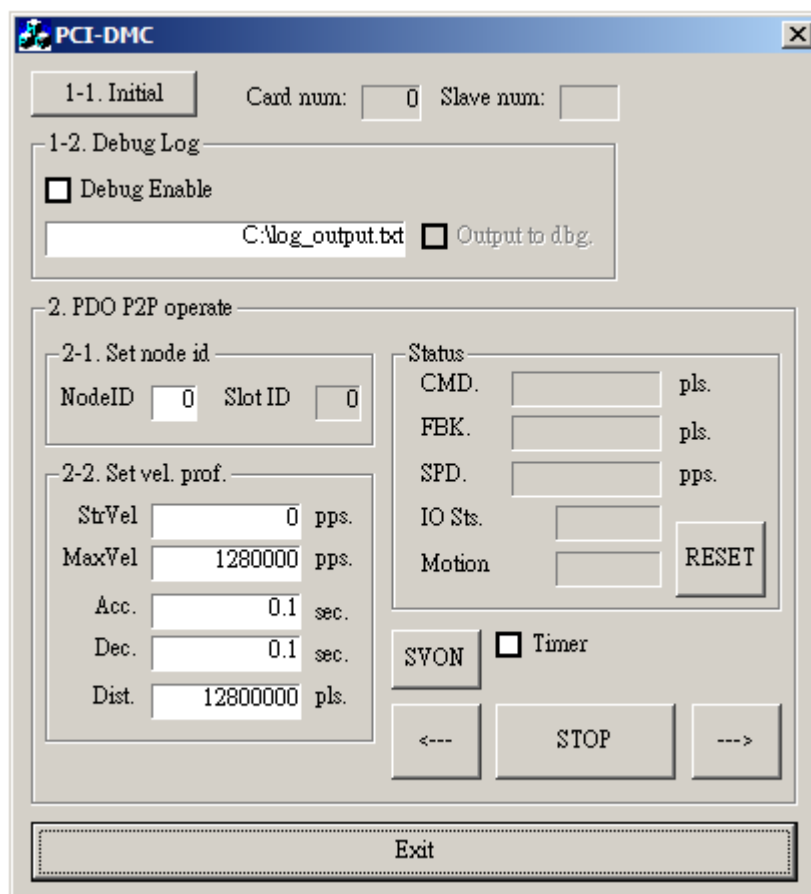 PCI-DMC
1-1. Initial Card num: 0 Slave num:
1-2. Debug Log
Debug Enable
C:\log_output.txt Output to dbg.
2. PDO P2P operate
2-1. Set node id
NodeID 0 Slot ID 0
2-2. Set vel. prof.
StrVel 0 pps.
MaxVel 1280000 pps.
Acc. 0.1 sec.
Dec. 0.1 sec.
Dist. 12800000 pls.
Status
CMD. pls.
FBK. pls.
SPD. pps.
IO Sts.
Motion RESET
SVON Timer
<--- STOP --->
Exit